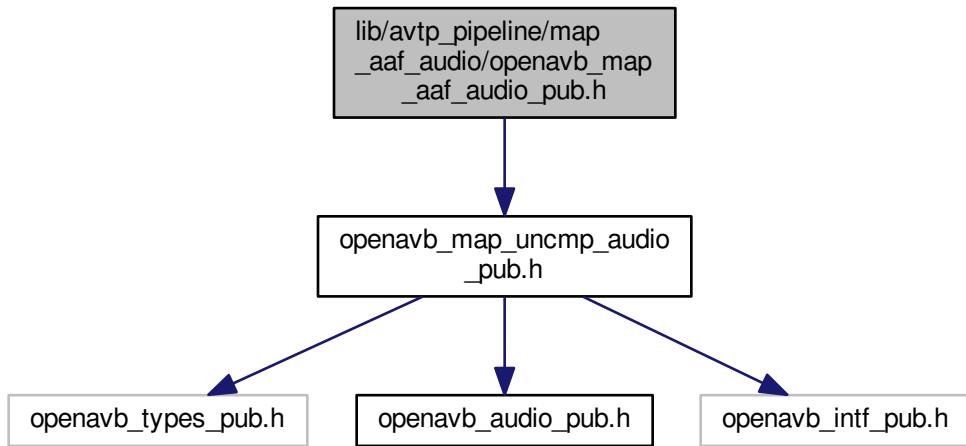 lib/avtp_pipeline/map
_aaf_audio/openavb_map
_aaf_audio_pub.h
openavb_map_uncmp_audio
_pub.h
openavb_types_pub.h
openavb_audio_pub.h
openavb_intf_pub.h